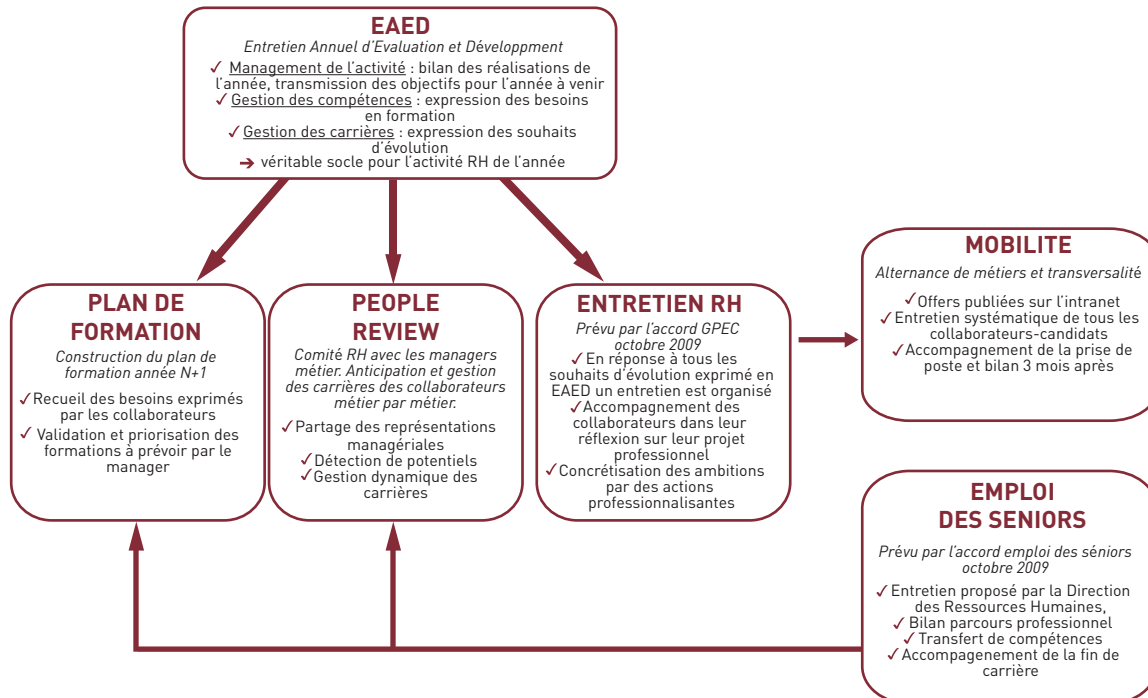 EAED
Entretien Annuel d'Evaluation et Développment
✓ Management de l'activité : bilan des réalisations de
l'année, transmission des objectifs pour l'année à venir
✓ Gestion des compétences : expression des besoins
en formation
✓ Gestion des carrières : expression des souhaits
d'évolution
➔ véritable socle pour l'activité RH de l'année
PLAN DE
FORMATION
Construction du plan de
formation année N+1
✓ Recueil des besoins exprimés
par les collaborateurs
✓ Validation et priorisation des
formations à prévoir par le
manager
PEOPLE
REVIEW
Comité RH avec les managers
métier. Anticipation et gestion
des carrières des collaborateurs
métier par métier.
✓ Partage des représentations
managériales
✓ Détection de potentiels
✓ Gestion dynamique des
carrières
ENTRETIEN RH
Prévu par l'accord GPEC
octobre 2009
✓ En réponse à tous les
souhaits d'évolution exprimé en
EAED un entretien est organisé
✓ Accompagnement des
collaborateurs dans leur
réflexion sur leur projet
professionnel
✓ Concrétisation des ambitions
par des actions
professionnalisantes
MOBILITE
Alternance de métiers et transversalité
✓ Offers publiées sur l'intranet
✓ Entretien systématique de tous les
collaborateurs-candidats
✓ Accompagnement de la prise de
poste et bilan 3 mois après
EMPLOI
DES SENIORS
Prévu par l'accord emploi des séniors
octobre 2009
✓ Entretien proposé par la Direction
des Ressources Humaines,
✓ Bilan parcours professionnel
✓ Transfert de compétences
✓ Accompagenement de la fin de
carrière